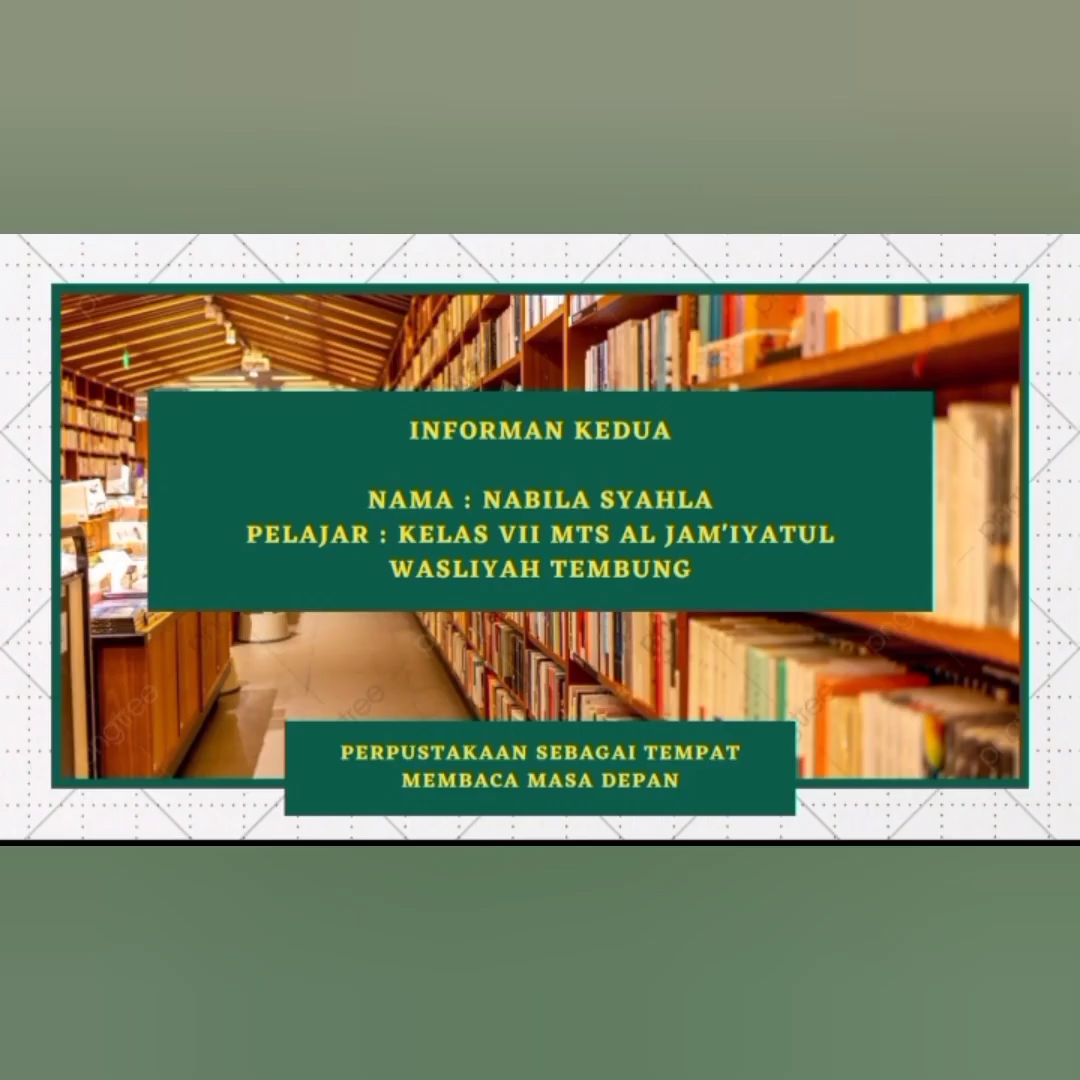 INFORMAN KEDUA
NAMA : NABILA SYAHLA
PELAJAR : KELAS VII MTS AL JAM'IYATUL
WASLIYAH TEMBUNG
PERPUSTAKAAN SEBAGAI TEMPAT
MEMBACA MASA DEPAN
pngtree